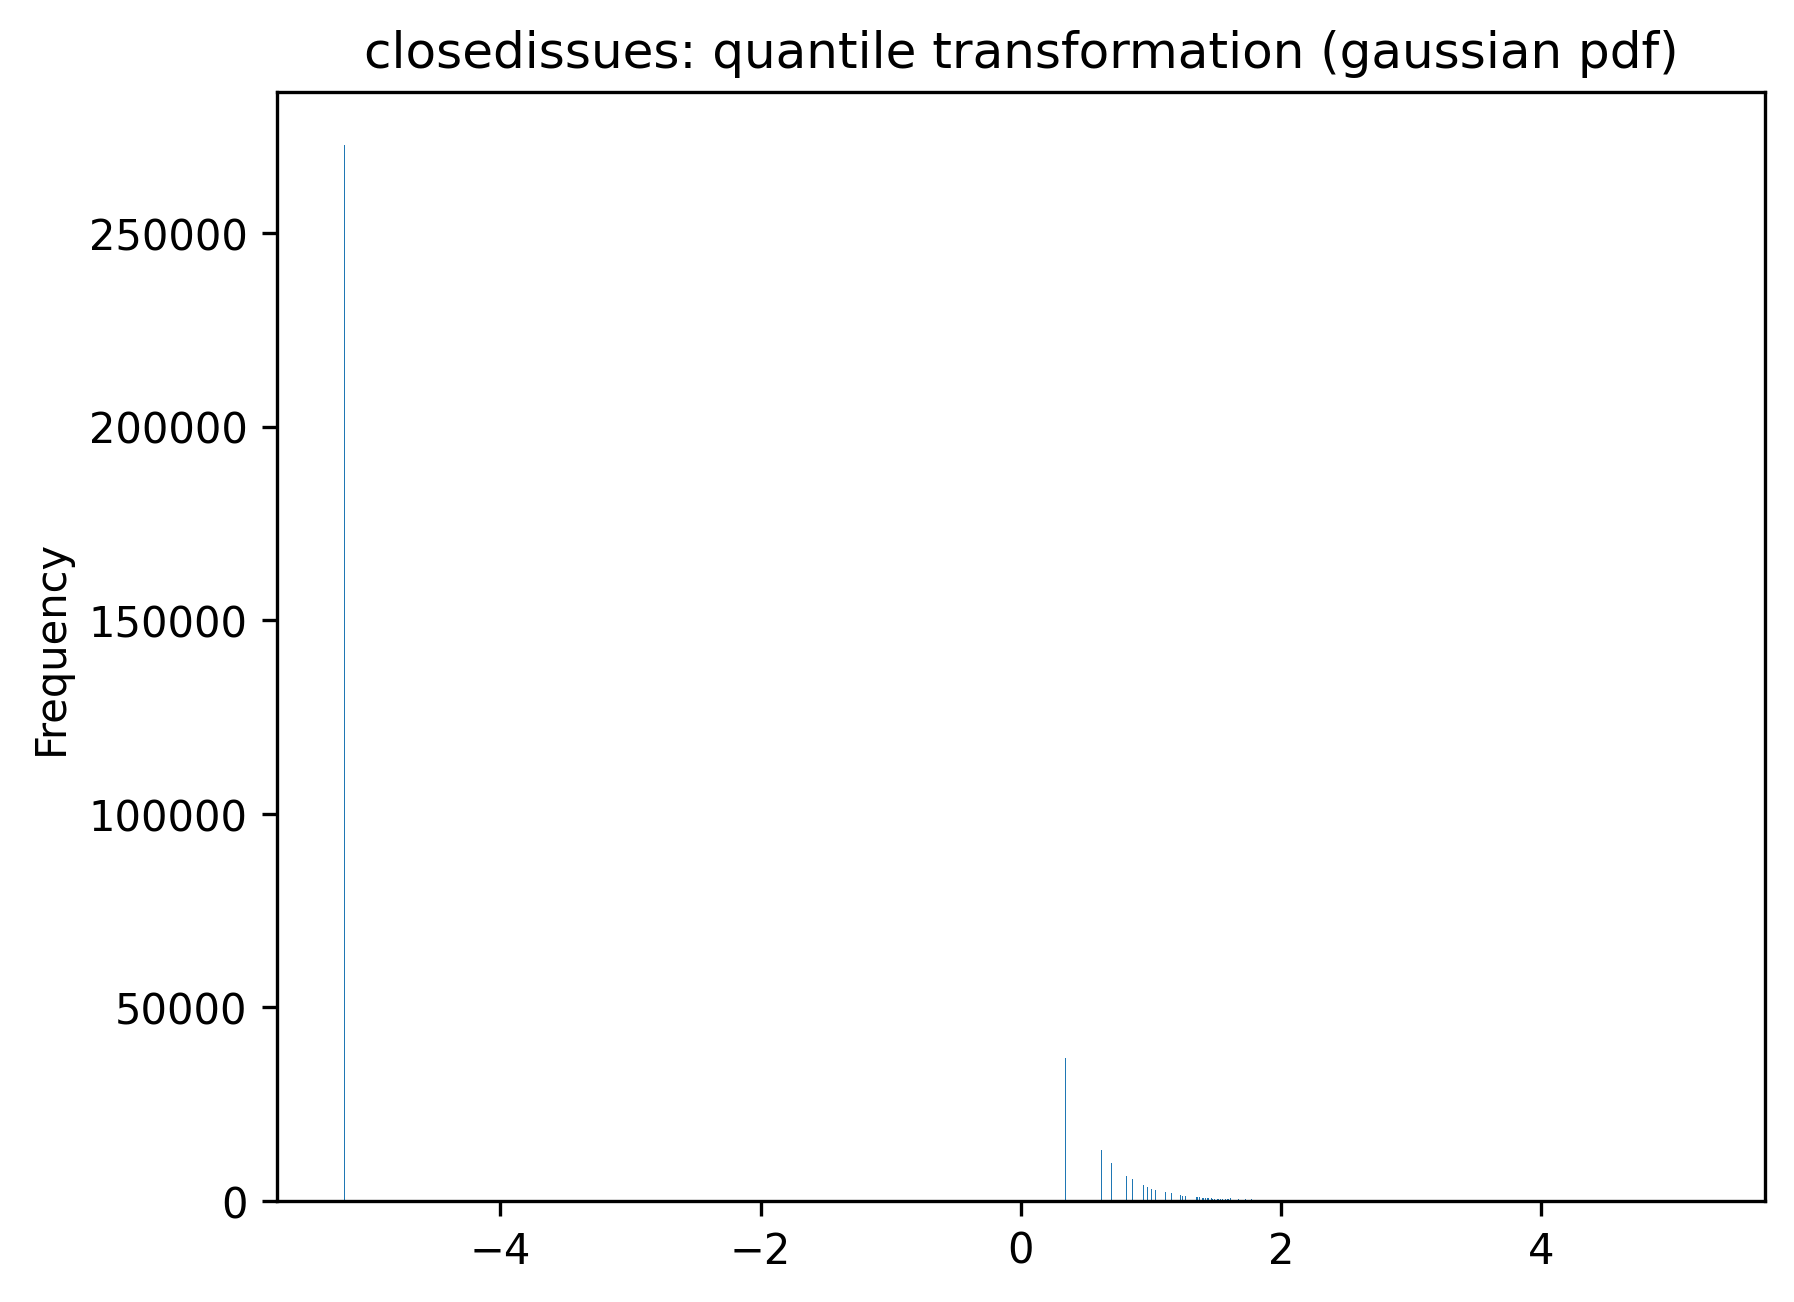 closedissues: quantile transformation (gaussian pdf)
Frequency
250000
200000
150000
100000
50000
0
−4 −2 0 2 4